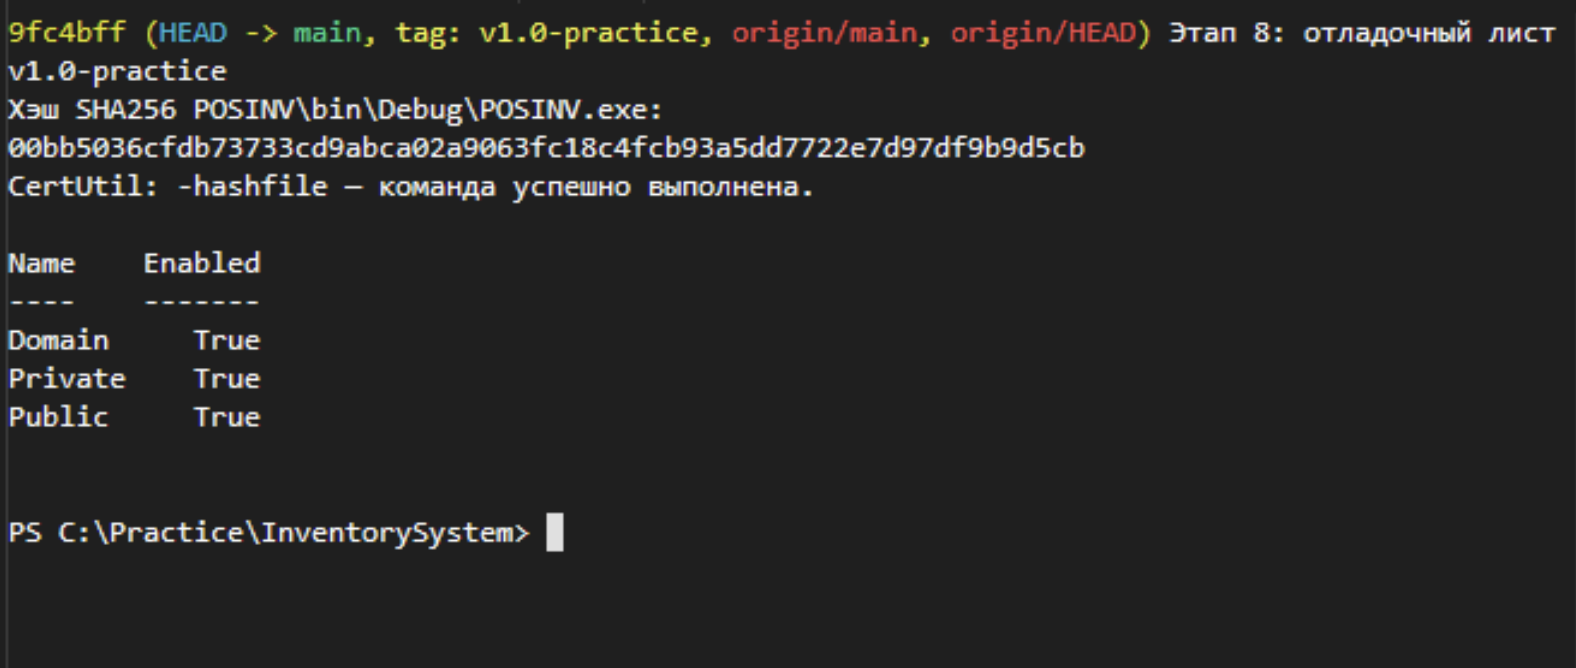 9fc4bff (HEAD -> main, tag: v1.0-practice, origin/main, origin/HEAD) Этап 8: отладочный лист
v1.0-practice
Хэш SHA256 POSINV\bin\Debug\POSINV.exe:
00bb5036cfdb73733cd9abca02a9063fc18c4fcb93a5dd7722e7d97df9b9d5cb
CertUtil: -hashfile — команда успешно выполнена.
Name    Enabled
----    -------
Domain     True
Private    True
Public     True
PS C:\Practice\InventorySystem>